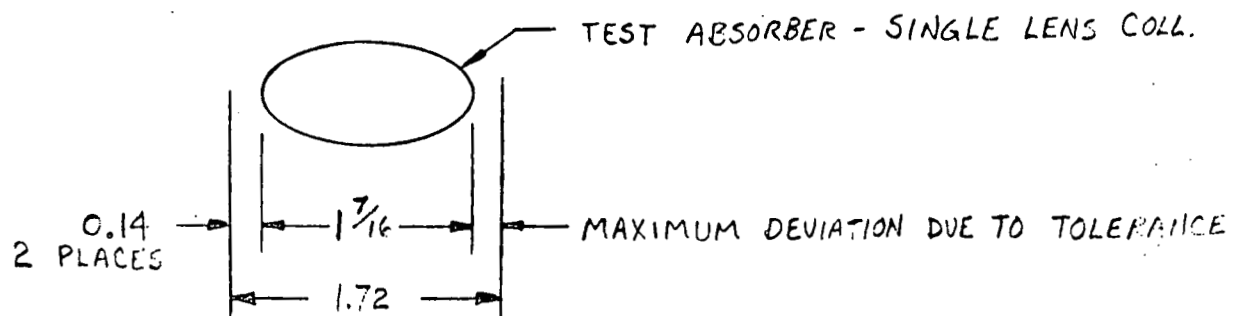 TEST ABSORBER - SINGLE LENS COLL.
0.14
2 PLACES
1 7/16
MAXIMUM DEVIATION DUE TO TOLERANCE
1.72